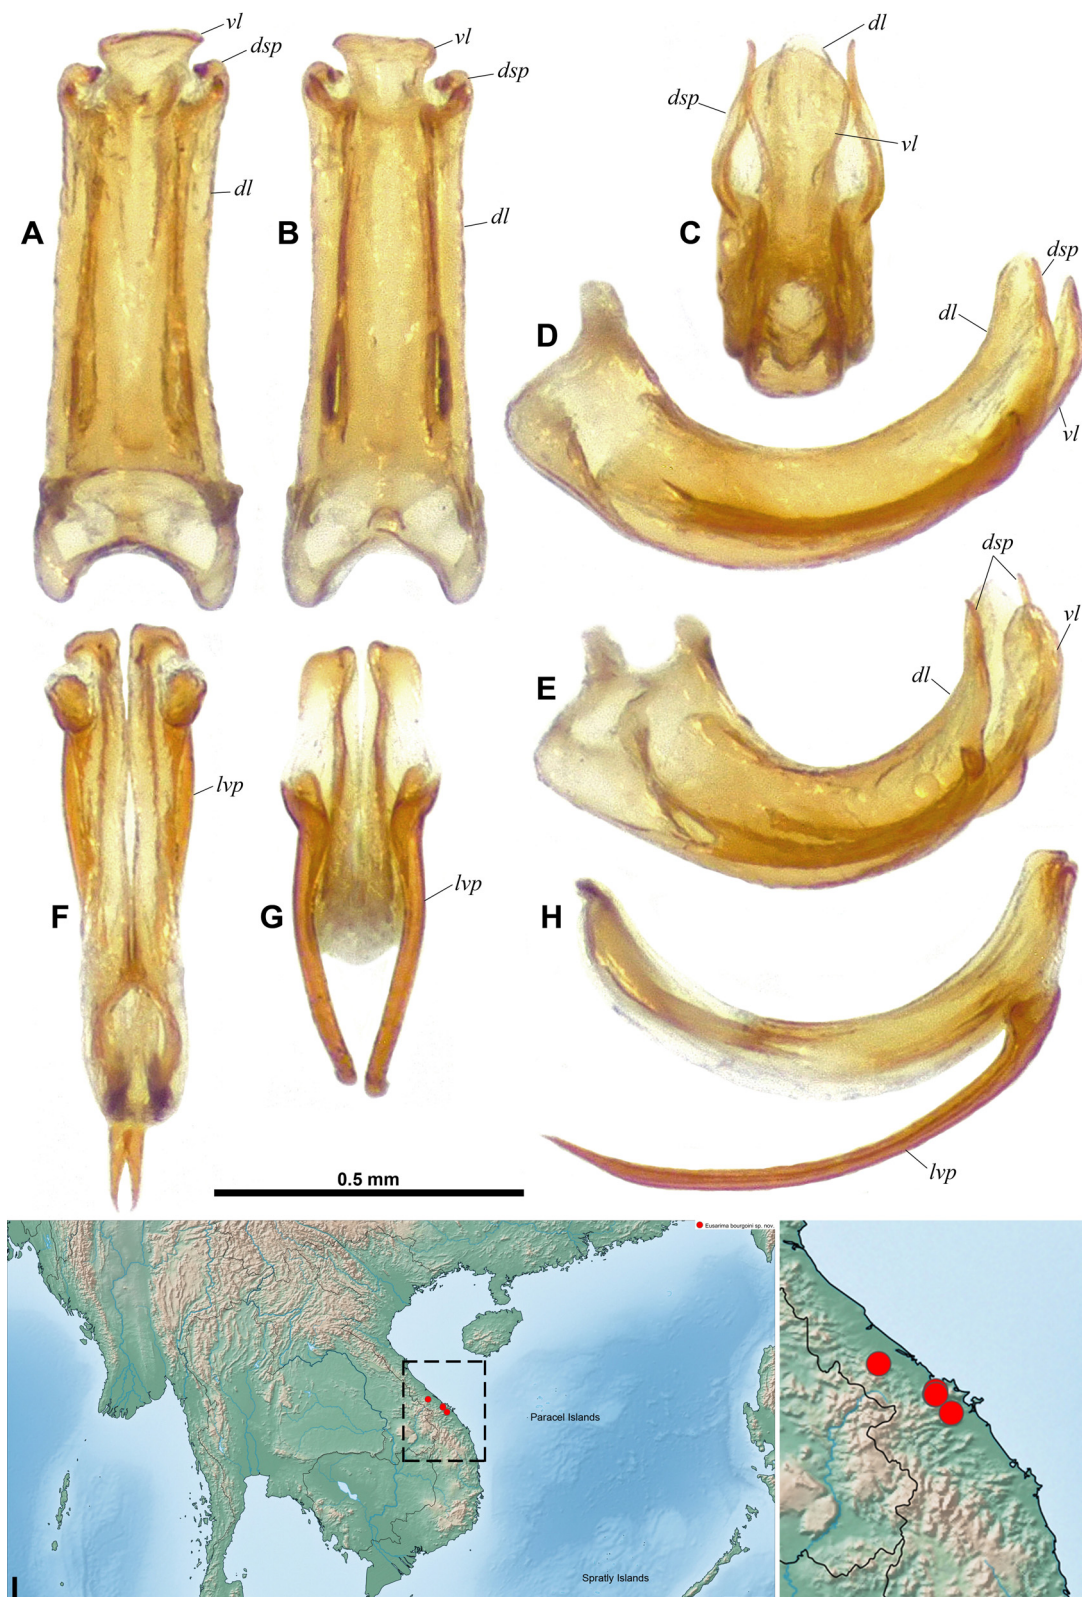 vl
dsp
dl
A
vl
dsp
dl
B
dl
dsp
vl
C
dsp
dl
vl
D
dsp
vl
dl
E
lvp
F
lvp
G
lvp
H
0.5 mm
Eusarima bourgoini sp. nov.
Paracel Islands
Spratly Islands
I